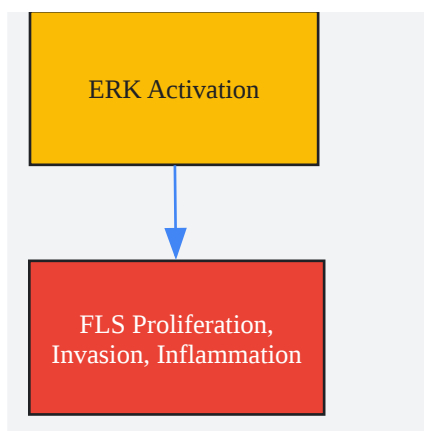 ERK Activation
FLS Proliferation,
Invasion, Inflammation